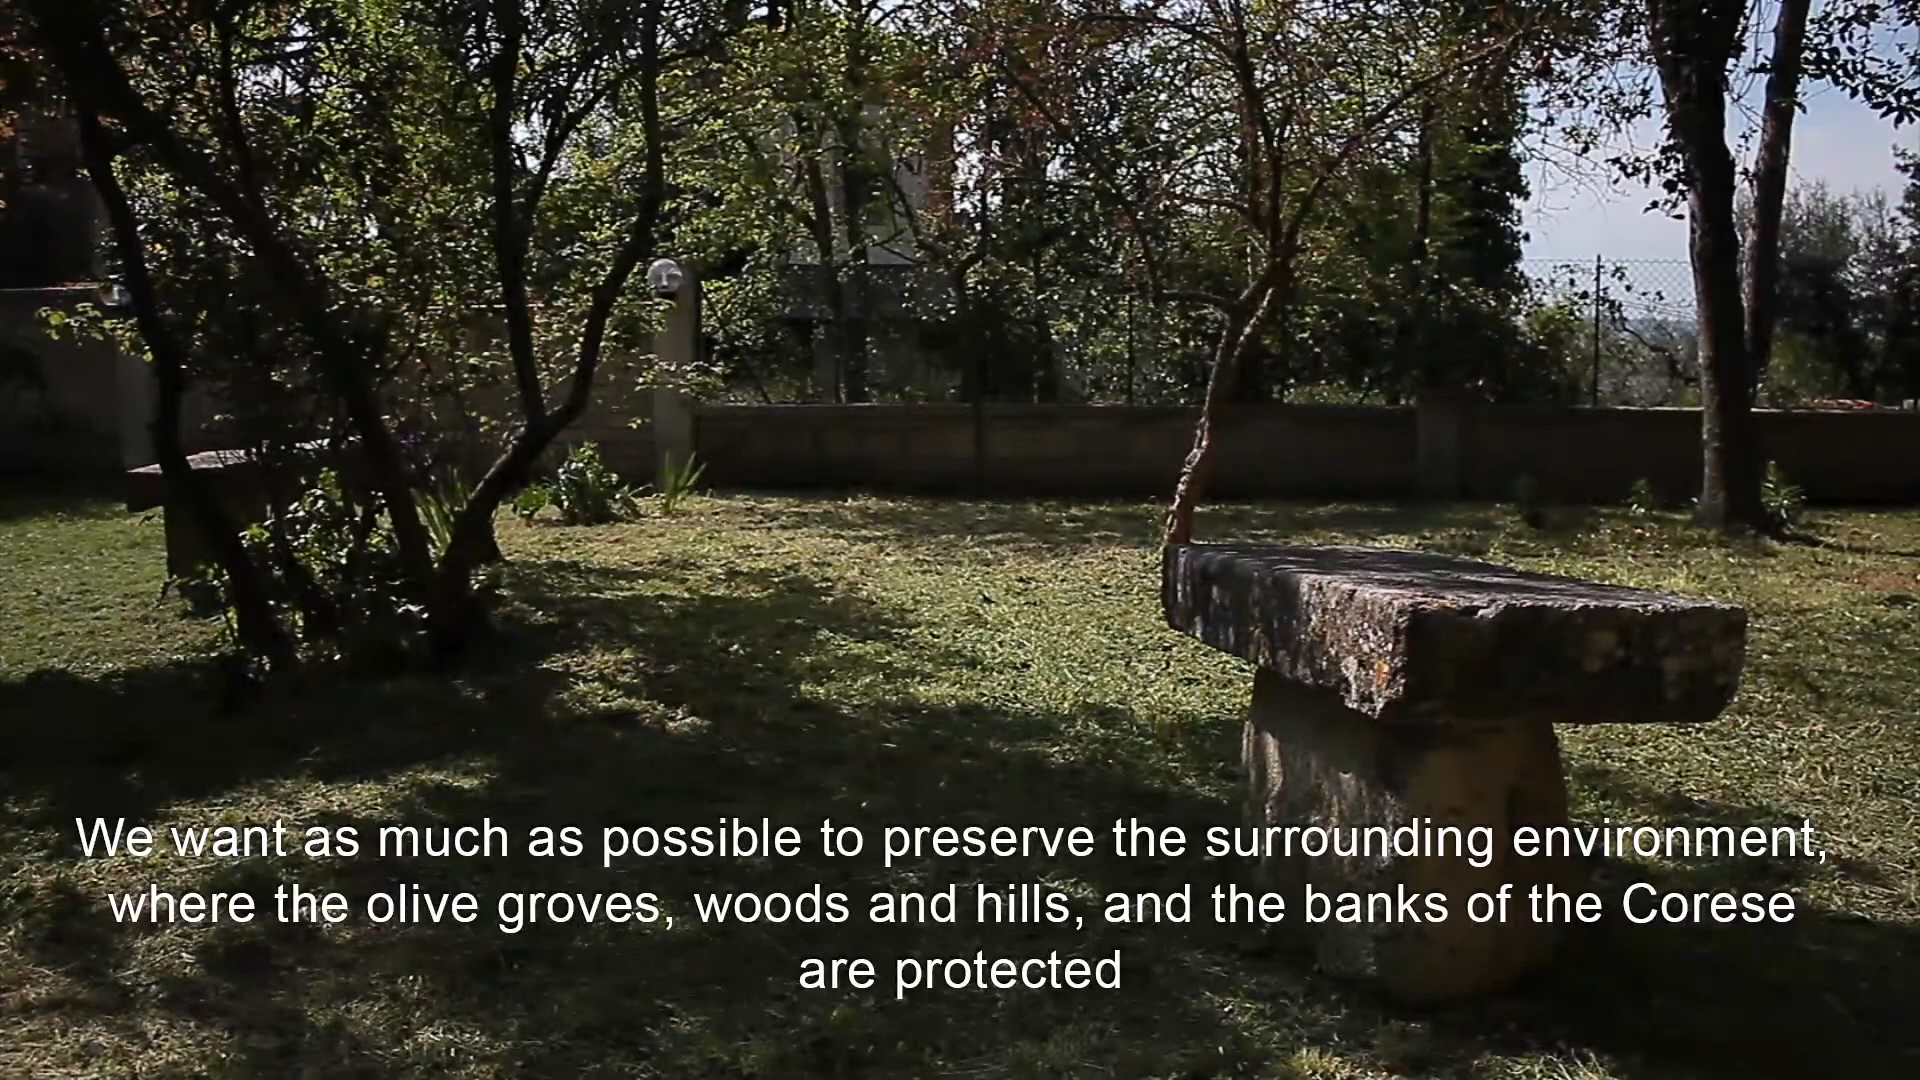 We want as much as possible to preserve the surrounding environment,
where the olive groves, woods and hills, and the banks of the Corese
are protected